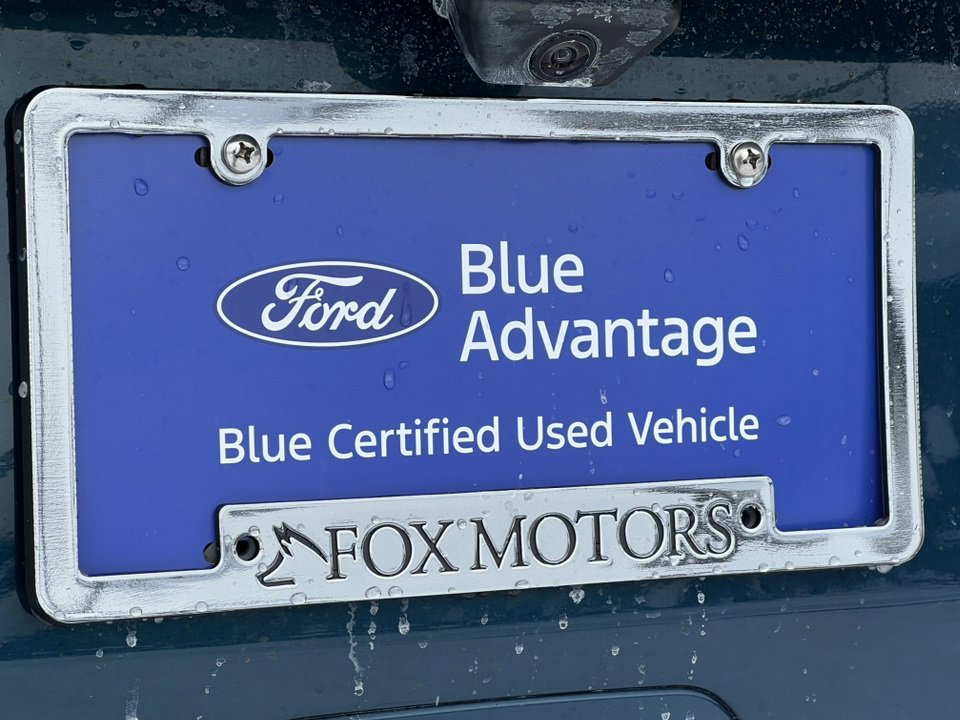 Ford
Blue
Advantage
Blue Certified Used Vehicle
FOX MOTORS